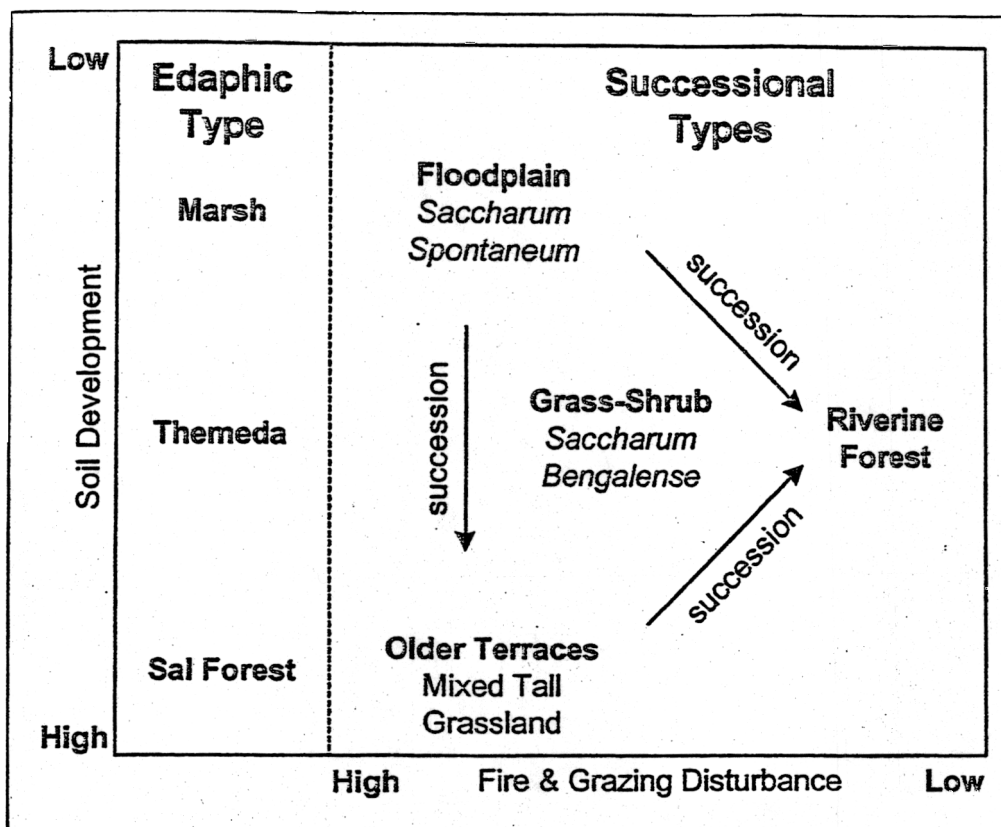 Low
Edaphic
Type
Successional
Types
Marsh
Floodplain
Saccharum
Spontaneum
succession
succession
Soil Development
Themeda
Grass-Shrub
Saccharum
Bengalense
Riverine
Forest
succession
Sal Forest
Older Terraces
Mixed Tall
Grassland
High
High
Fire & Grazing Disturbance
Low